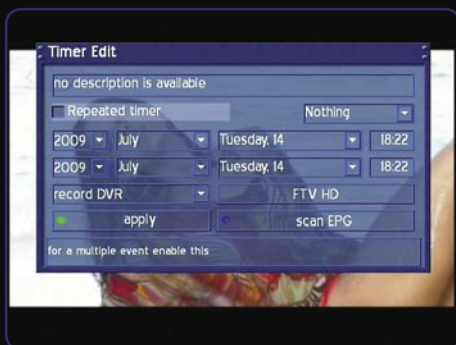 Timer Edit
no description is available
Repeated timer Nothing
2009 July Tuesday, 14 18:22
2009 July Tuesday, 14 18:22
record DVR FTV HD
apply scan EPG
for a multiple event enable this